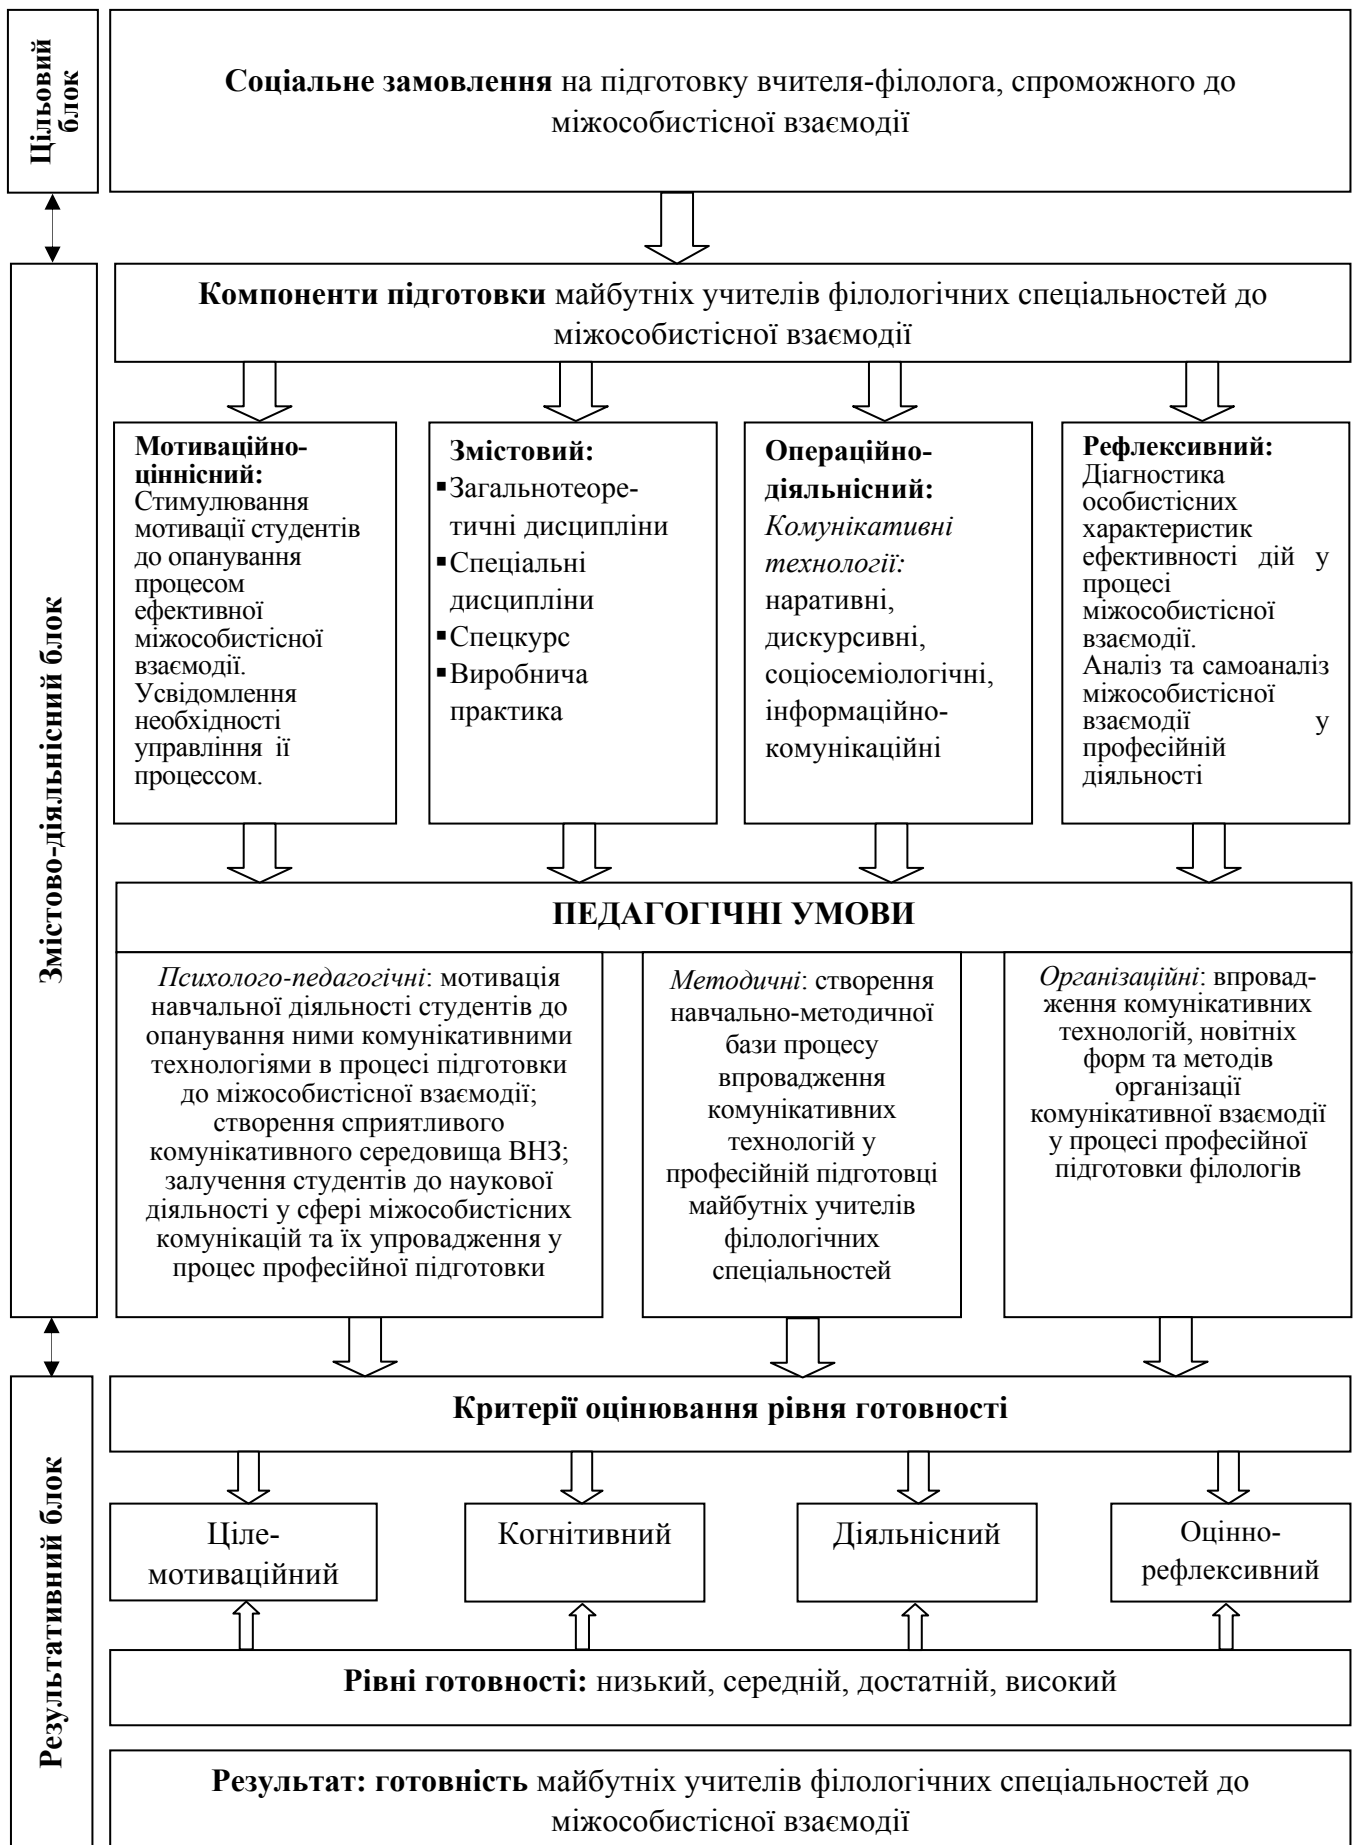 Цільовий
блок
Соціальне замовлення на підготовку вчителя-філолога, спроможного до
міжособистісної взаємодії
Змістово-діяльнісний блок
Компоненти підготовки майбутніх учителів філологічних спеціальностей до
міжособистісної взаємодії
Мотиваційно-
ціннісний:
Стимулювання
мотивації студентів
до опанування
процесом
ефективної
міжособистісної
взаємодії.
Усвідомлення
необхідності
управління її
процессом.
Змістовий:
▪Загальнотеоре-
тичні дисципліни
▪Спеціальні
дисципліни
▪Спецкурс
▪Виробнича
практика
Операційно-
діяльнісний:
Комунікативні
технології:
наративні,
дискурсивні,
соціосеміологічні,
інформаційно-
комунікаційні
Рефлексивний:
Діагностика
особистісних
характеристик
ефективності дій у
процесі
міжособистісної
взаємодії.
Аналіз та самоаналіз
міжособистісної
взаємодії у
професійній
діяльності
ПЕДАГОГІЧНІ УМОВИ
Психолого-педагогічні: мотивація
навчальної діяльності студентів до
опанування ними комунікативними
технологіями в процесі підготовки
до міжособистісної взаємодії;
створення сприятливого
комунікативного середовища ВНЗ;
залучення студентів до наукової
діяльності у сфері міжособистісних
комунікацій та їх упровадження у
процес професійної підготовки
Методичні: створення
навчально-методичної
бази процесу
впровадження
комунікативних
технологій у
професійній підготовці
майбутніх учителів
філологічних
спеціальностей
Організаційні: впровад-
ження комунікативних
технологій, новітніх
форм та методів
організації
комунікативної взаємодії
у процесі професійної
підготовки філологів
Результативний блок
Критерії оцінювання рівня готовності
Ціле-
мотиваційний
Когнітивний
Діяльнісний
Оцінно-
рефлексивний
Рівні готовності: низький, середній, достатній, високий
Результат: готовність майбутніх учителів філологічних спеціальностей до
міжособистісної взаємодії